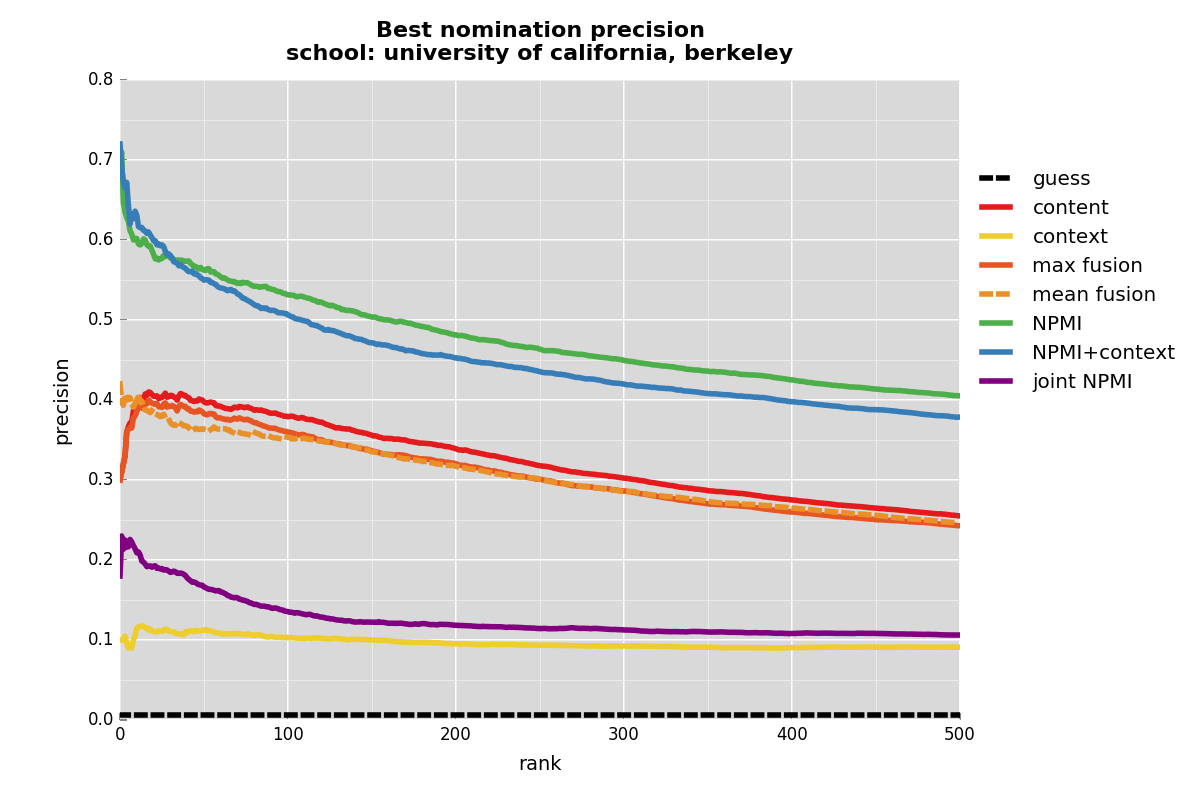 Best nomination precision
school: university of california, berkeley
precision
0.8
0.7
0.6
0.5
0.4
0.3
0.2
0.1
0.0
0 100 200 300 400 500
rank
guess
content
context
max fusion
mean fusion
NPMI
NPMI+context
joint NPMI